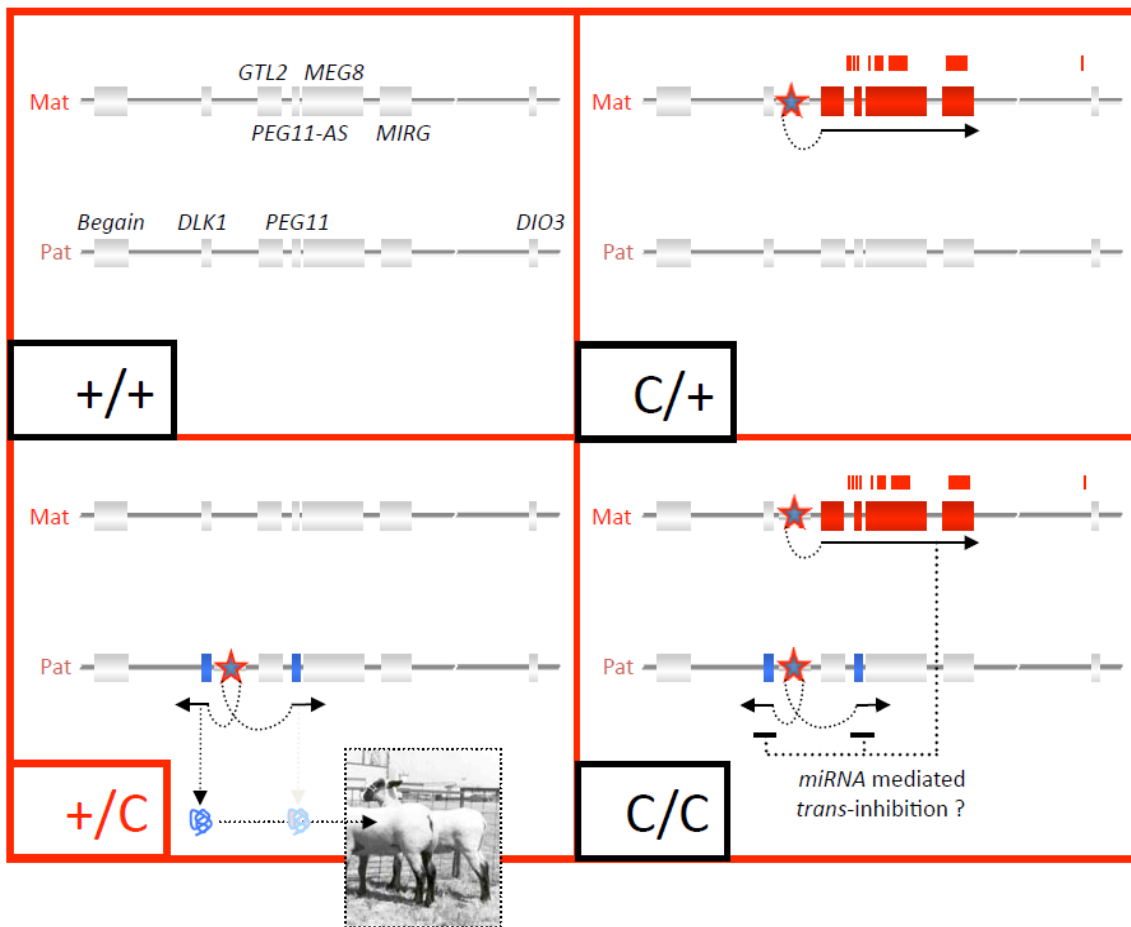 GTL2 MEG8
Mat
PEG11-AS MIRG
Begain DLK1 PEG11 DIO3
Pat
+/+
Mat
Pat
C/+
Mat
Pat
+/C
Mat
Pat
miRNA mediated
trans-inhibition ?
C/C